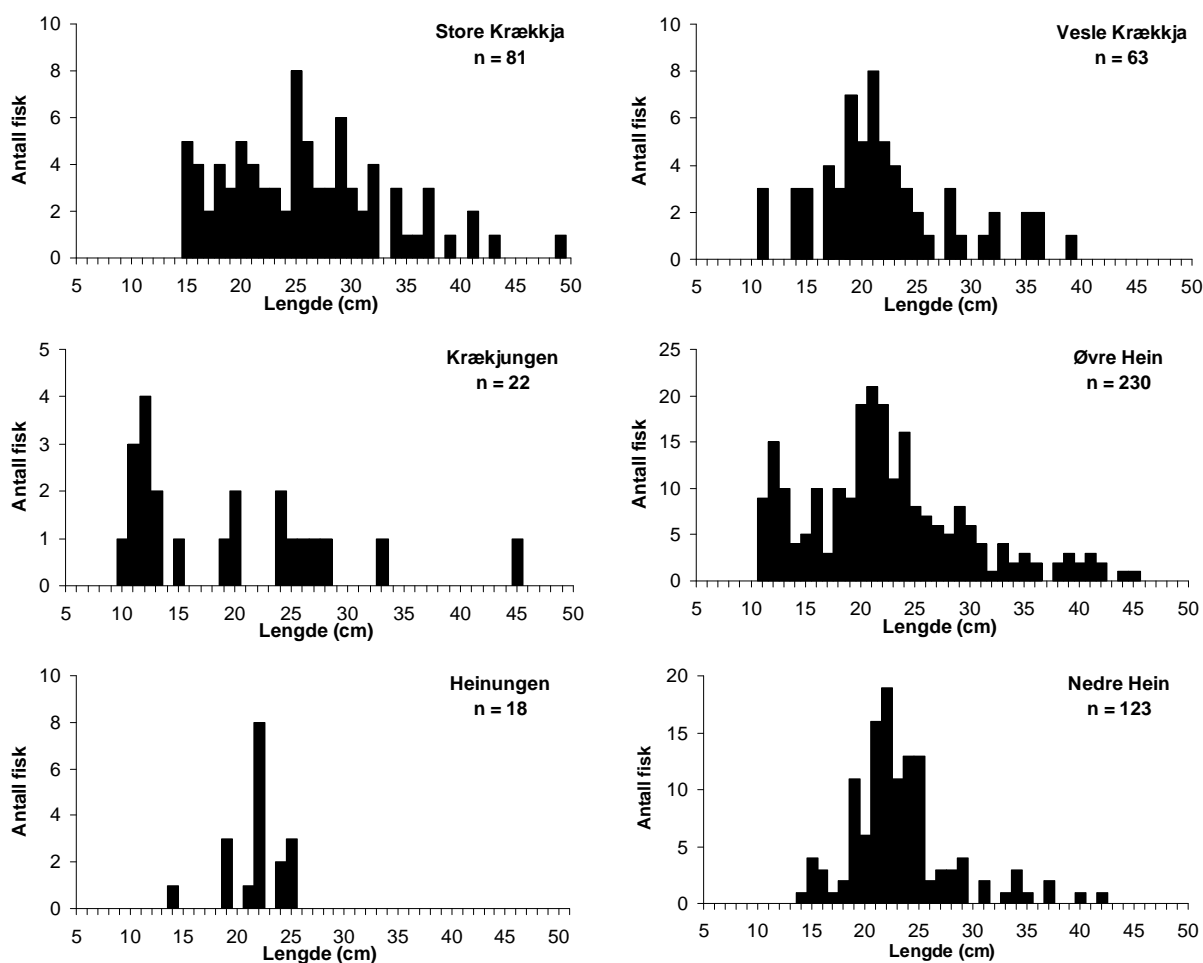 Store Krækkja
n = 81
Antall fisk
10
8
6
4
2
0
5 10 15 20 25 30 35 40 45 50
Lengde (cm)
Vesle Krækkja
n = 63
Antall fisk
10
8
6
4
2
0
5 10 15 20 25 30 35 40 45 50
Lengde (cm)
Krækjungen
n = 22
Antall fisk
5
4
3
2
1
0
5 10 15 20 25 30 35 40 45 50
Lengde (cm)
Øvre Hein
n = 230
Antall fisk
25
20
15
10
5
0
5 10 15 20 25 30 35 40 45 50
Lengde (cm)
Heinungen
n = 18
Antall fisk
10
8
6
4
2
0
5 10 15 20 25 30 35 40 45 50
Lengde (cm)
Nedre Hein
n = 123
Antall fisk
20
15
10
5
0
5 10 15 20 25 30 35 40 45 50
Lengde (cm)